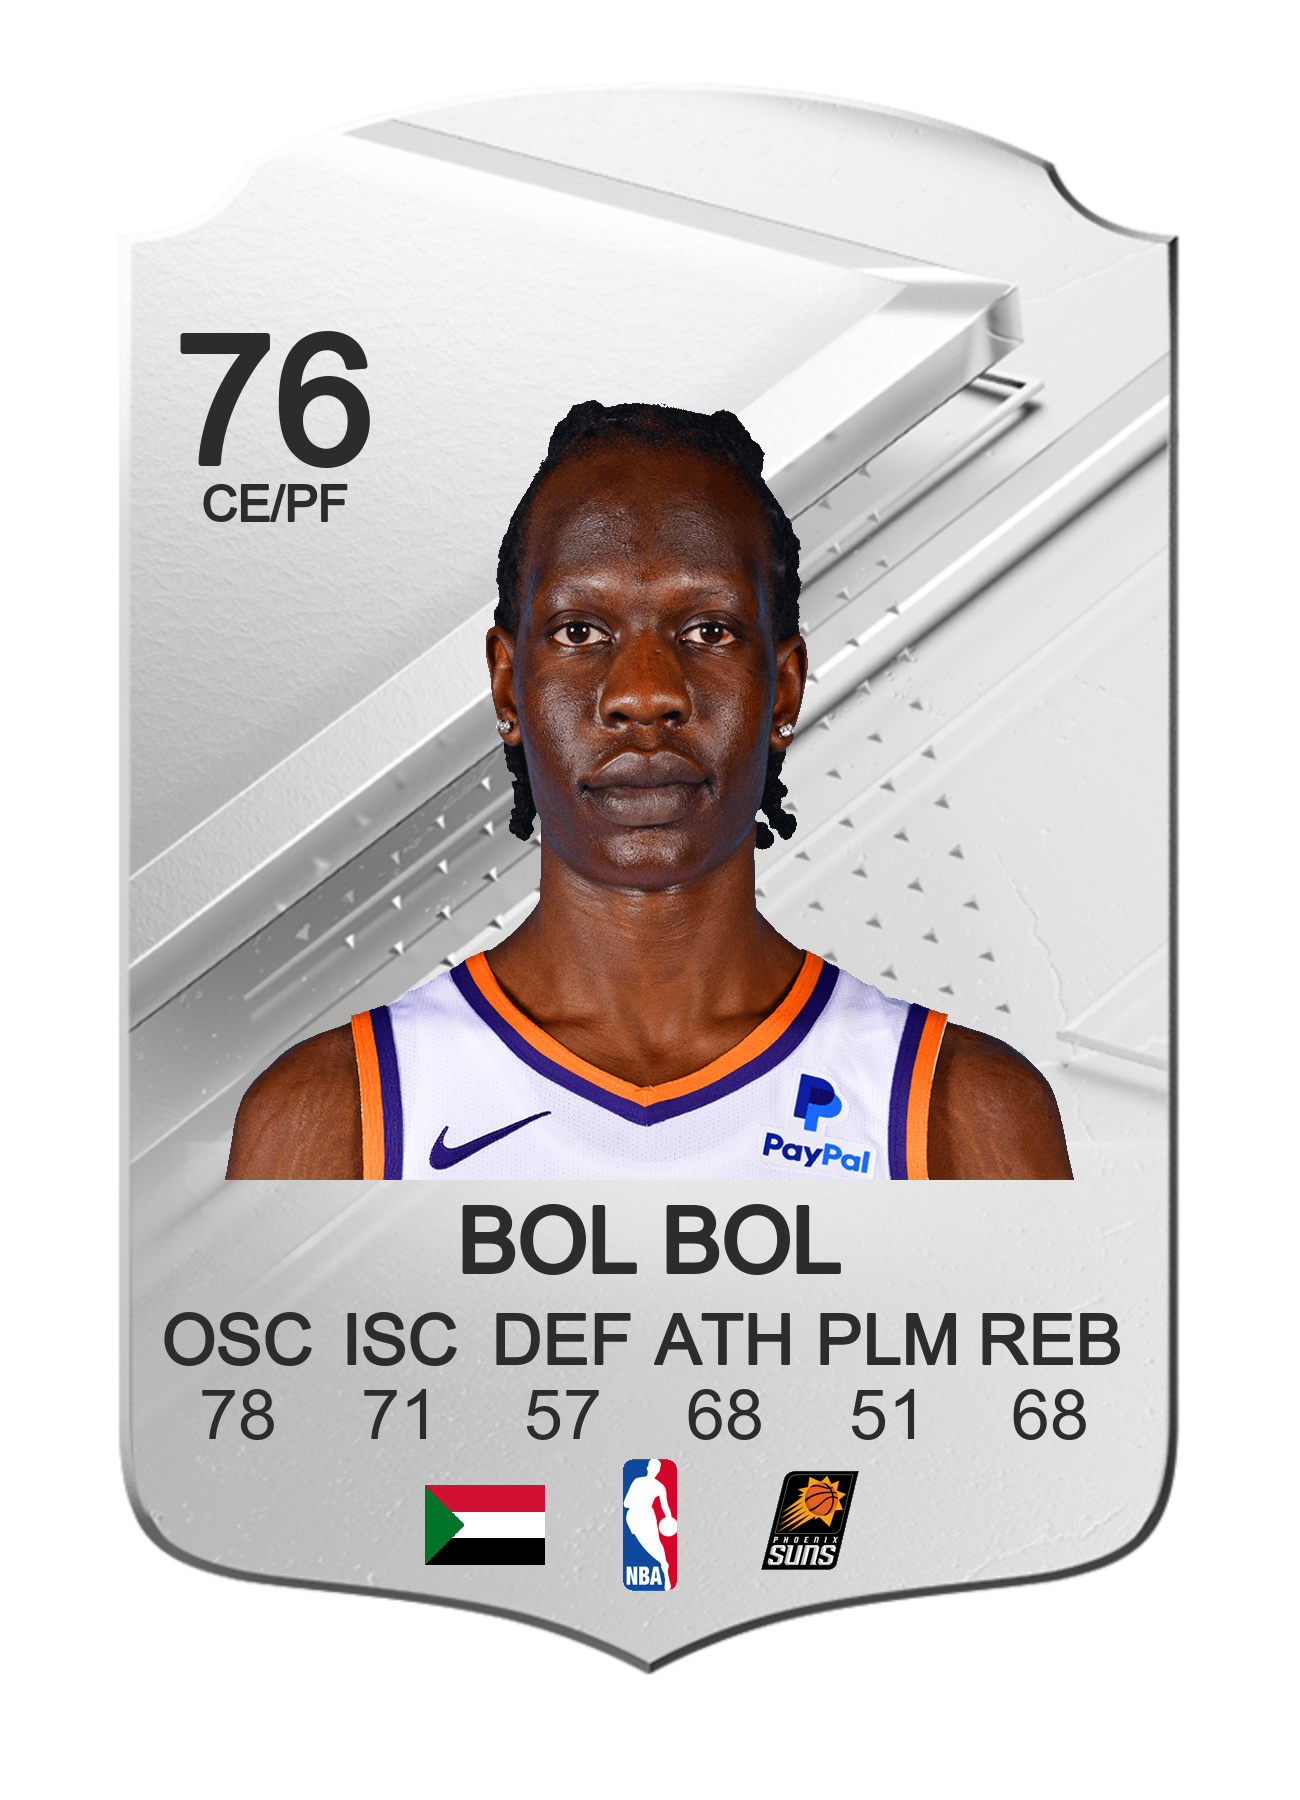 76
CE/PF
PayPal
BOL BOL
OSC ISC DEF ATH PLM REB
78 71 57 68 51 68
NBA
PHOENIX
SUNS